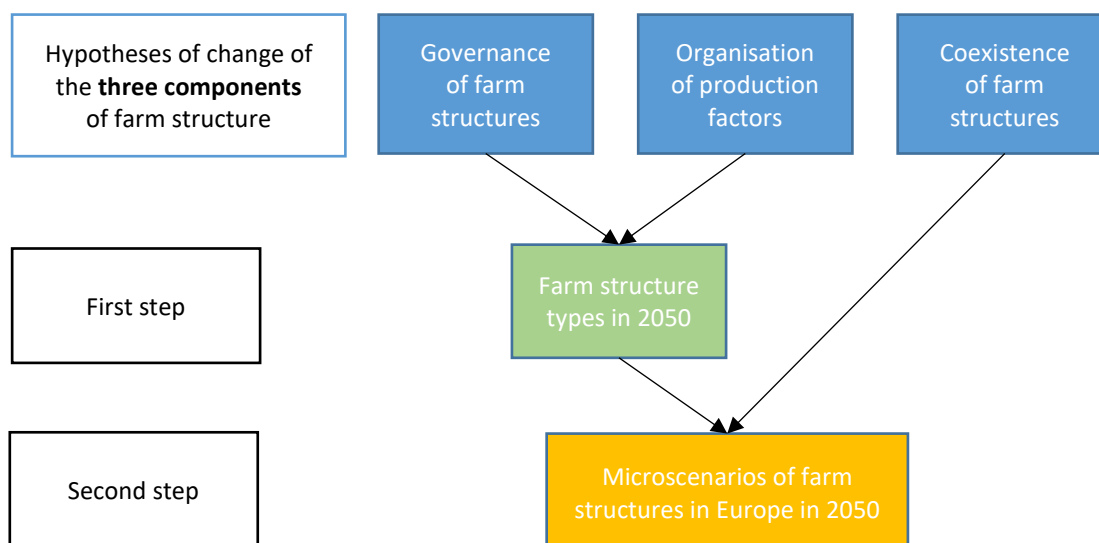 Hypotheses of change of
the three components
of farm structure
Governance
of farm
structures
Organisation
of production
factors
Coexistence
of farm
structures
First step
Farm structure
types in 2050
Second step
Microscenarios of farm
structures in Europe in 2050